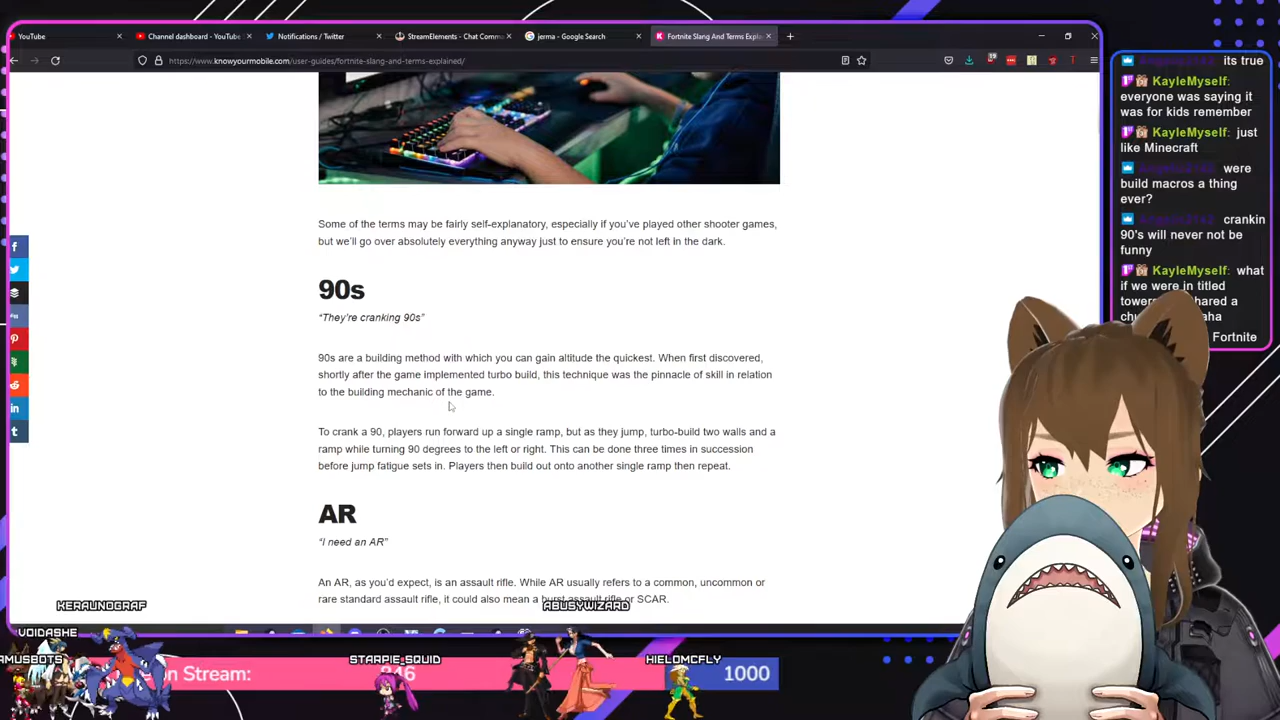 YouTube
Channel dashboard - YouTube
Notifications / Twitter
StreamElements - Chat Comma
jerma - Google Search
Fortnite Slang And Terms Expla
https://www.knowyourmobile.com/user-guides/fortnite-slang-and-terms-explained/
Some of the terms may be fairly self-explanatory, especially if you've played other shooter games,
but we'll go over absolutely everything anyway just to ensure you're not left in the dark.
90s
"They're cranking 90s"
90s are a building method with which you can gain altitude the quickest. When first discovered,
shortly after the game implemented turbo build, this technique was the pinnacle of skill in relation
to the building mechanic of the game.
To crank a 90, players run forward up a single ramp, but as they jump, turbo-build two walls and a
ramp while turning 90 degrees to the left or right. This can be done three times in succession
before jump fatigue sets in. Players then build out onto another single ramp then repeat.
AR
"I need an AR"
An AR, as you'd expect, is an assault rifle. While AR usually refers to a common, uncommon or
rare standard assault rifle, it could also mean a burst assault rifle or SCAR.
its true
KayleMyself:
everyone was saying it
was for kids remember
KayleMyself: just
like Minecraft
were
build macros a thing
ever?
crankin
90's will never not be
funny
KayleMyself: what
if we were in titled
Fortnite
KERAUNOGRAF
VOIDASHE
AMUSBOTS
STARPIE_SQUID
ABUSYWIZARD
HIELOMCFLY
n Stream:
1000